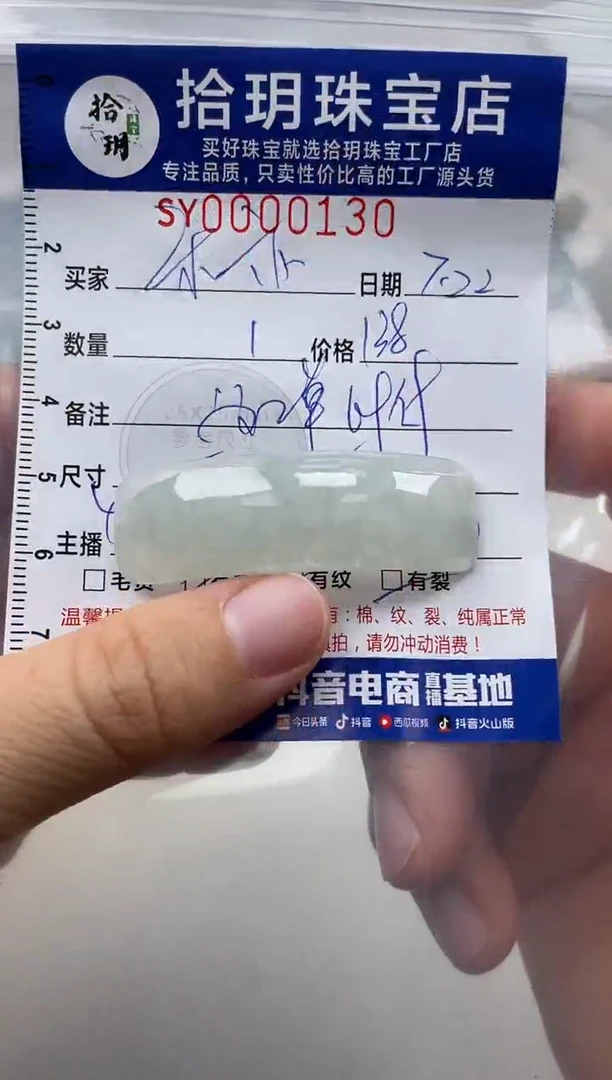 拾玥
拾玥珠宝店
买好珠宝就选拾玥珠宝工厂店
专注品质，只卖性价比高的工厂源头货
SY0000130
买家
日期 7.22
数量 1 价格 138
备注
尺寸
主播
有纹 有裂
温馨
：棉、纹、裂、纯属正常
拍，请勿冲动消费！
抖音电商直播基地
今日头条 抖音 西瓜视频 抖音火山版
0
2
3
4
5
6
7